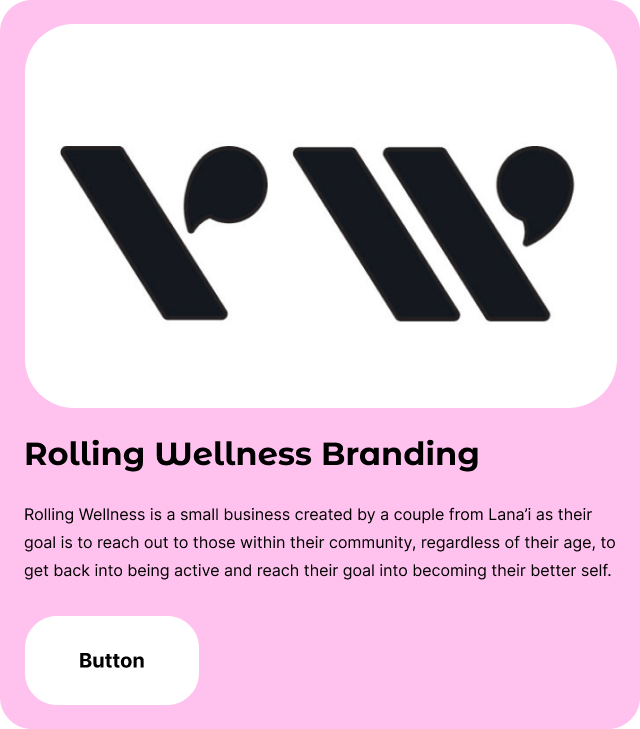 rw
Rolling Wellness Branding
Rolling Wellness is a small business created by a couple from Lana’i as their
goal is to reach out to those within their community, regardless of their age, to
get back into being active and reach their goal into becoming their better self.
Button